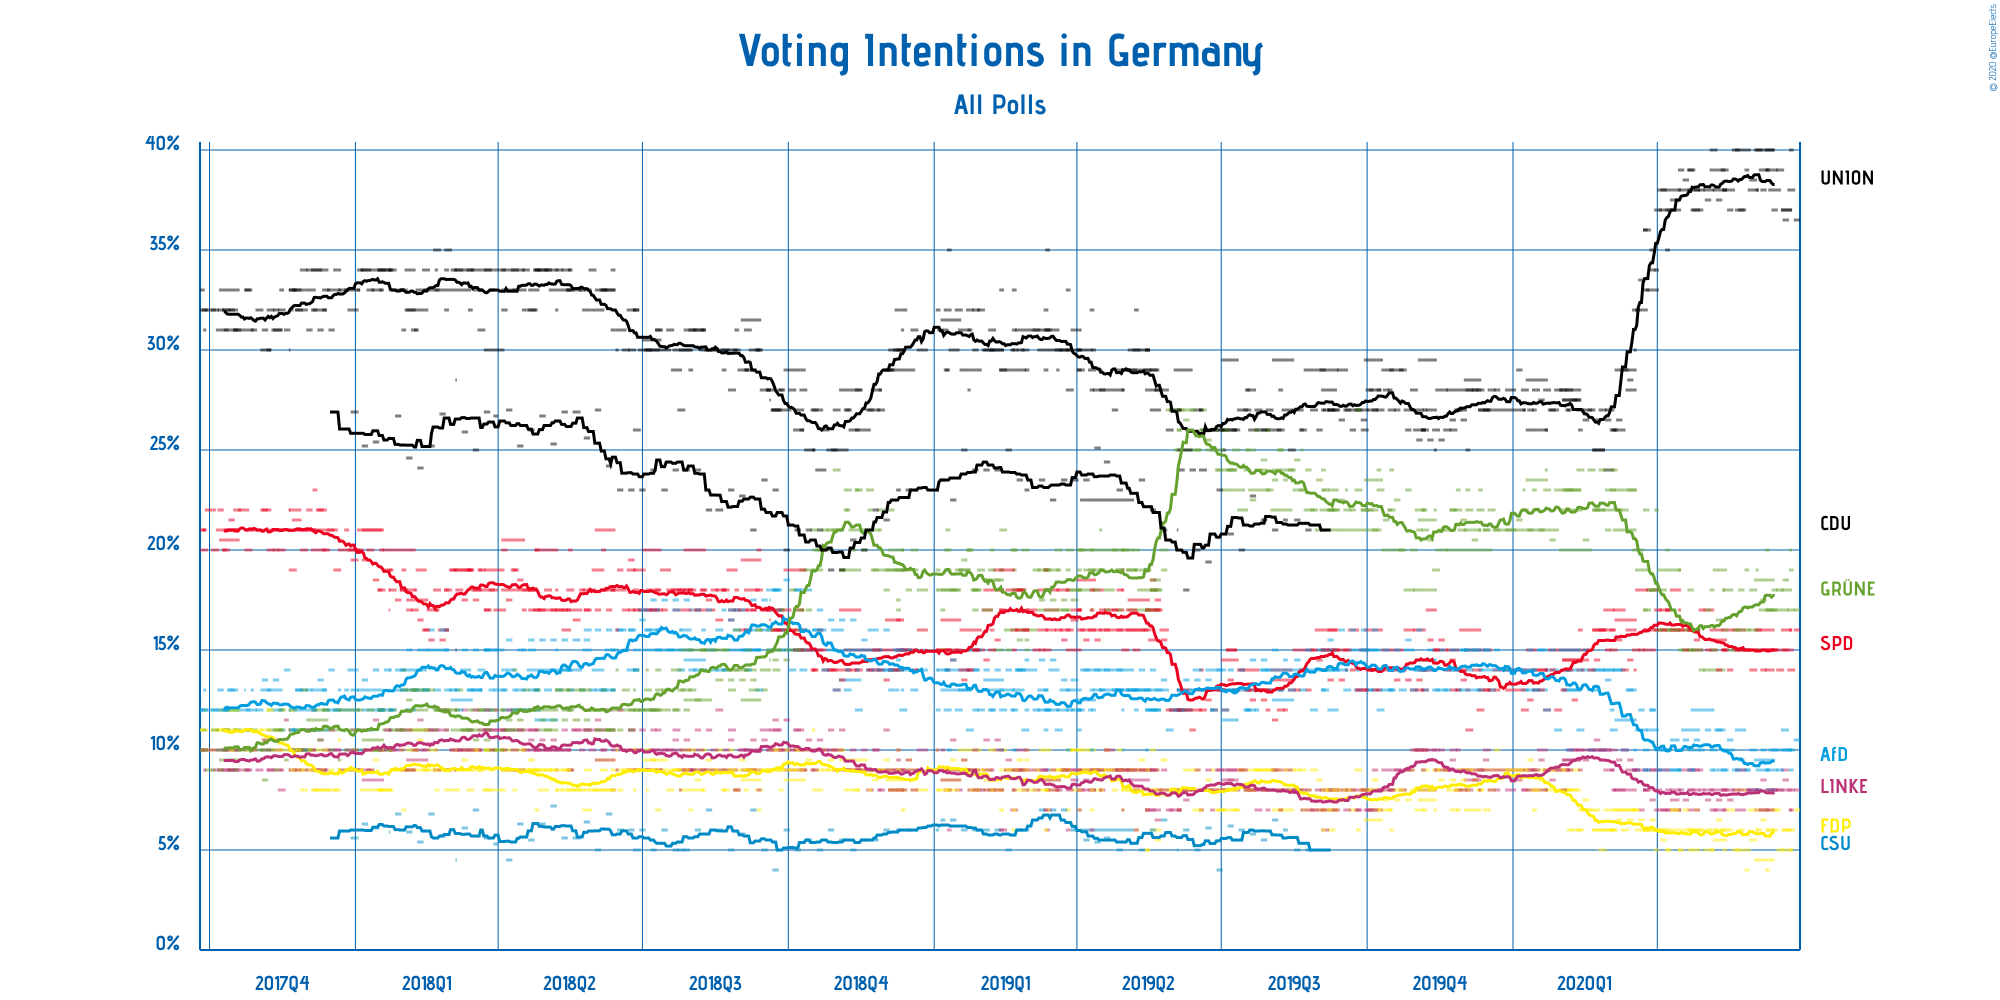 © 2020 @EuropeElects
Voting Intentions in Germany
All Polls
40%
35%
30%
25%
20%
15%
10%
5%
0%
UNION
CDU
GRÜNE
SPD
AfD
LINKE
FDP
CSU
2017Q4 2018Q1 2018Q2 2018Q3 2018Q4 2019Q1 2019Q2 2019Q3 2019Q4 2020Q1